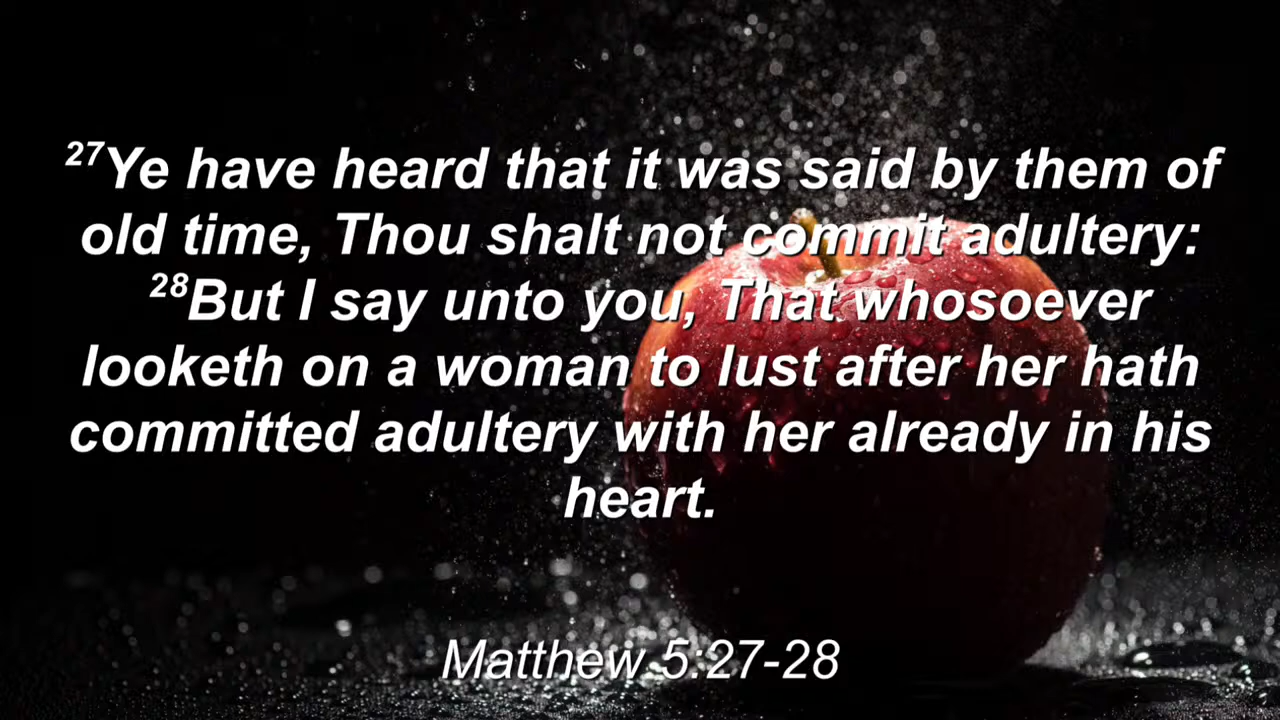 27Ye have heard that it was said by them of
old time, Thou shalt not commit adultery:
28But I say unto you, That whosoever
looketh on a woman to lust after her hath
committed adultery with her already in his
heart.
Matthew 5:27-28